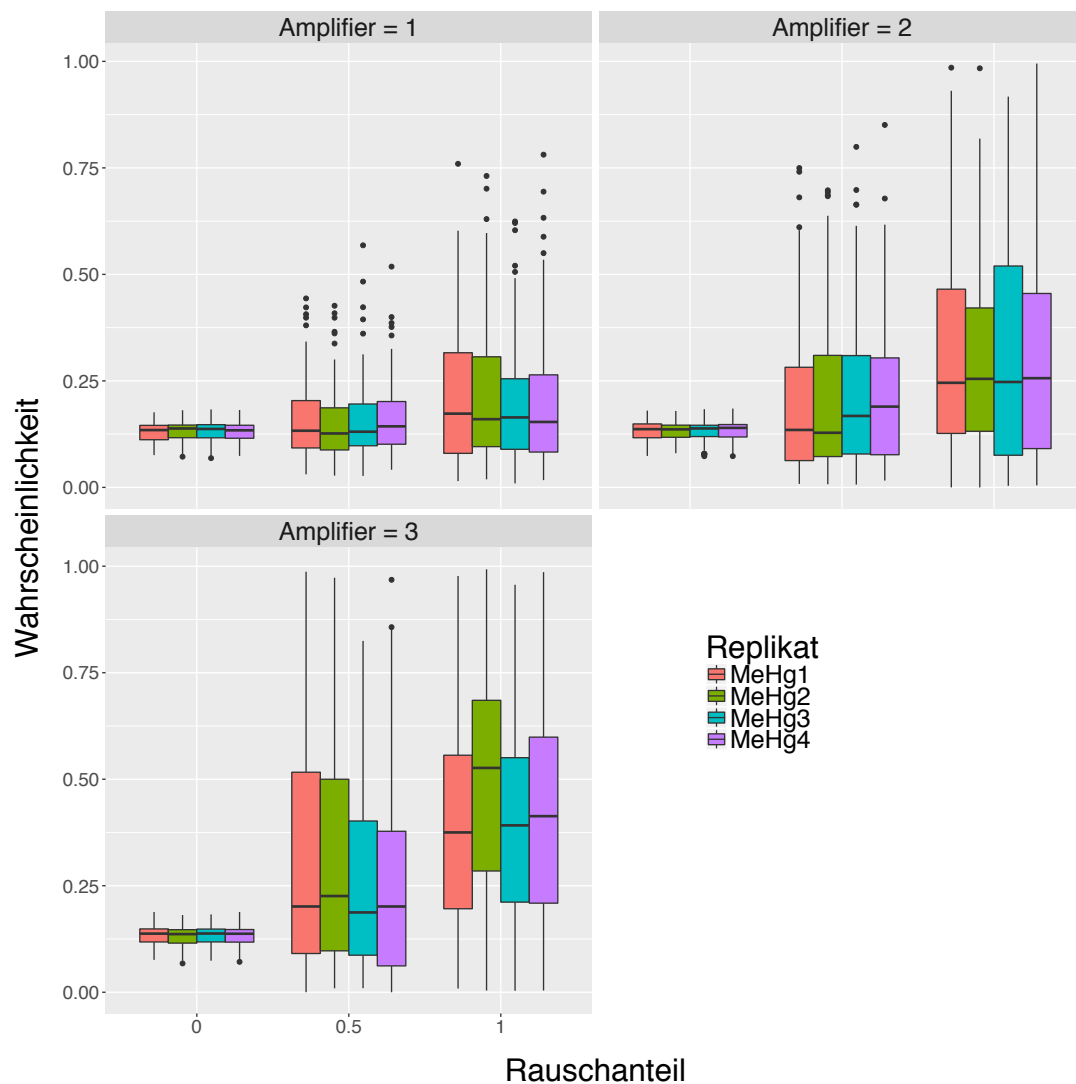 Amplifier = 1
Amplifier = 2
1.00
0.75
0.50
0.25
0.00
Amplifier = 3
1.00
0.75
0.50
0.25
0.00
0
0.5
1
Wahrscheinlichkeit
Rauschanteil
Replikat
MeHg1
MeHg2
MeHg3
MeHg4